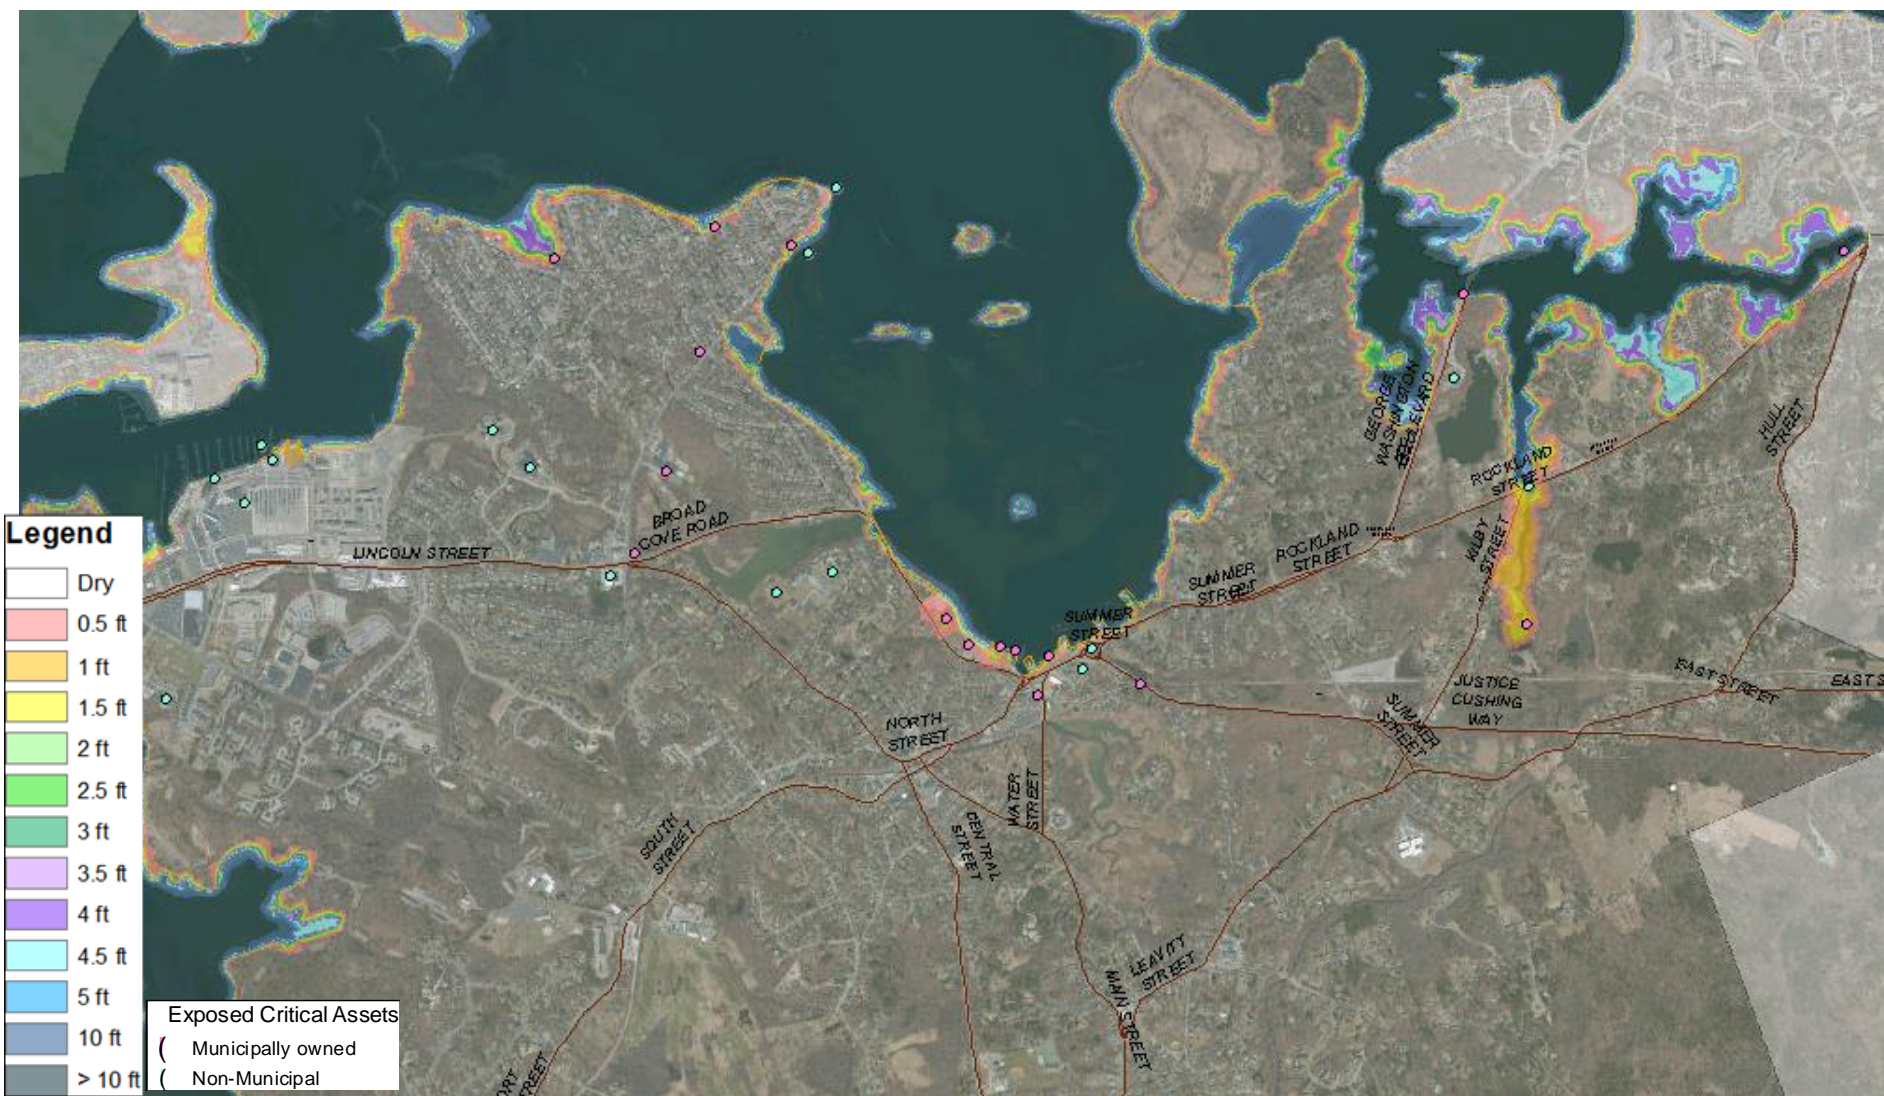 BROAD
COVE ROAD
LINCOLN STREET
GEORGE
WASHINGTON
BOULEVARD
HULL
STREET
ROCKLAND
STREET
KILBY
STREET
ROCKLAND
STREET
SUMMER
STREET
SUMMER
STREET
NORTH
STREET
JUSTICE
CUSHING
WAY
SUMMER
STREET
EAST STREET
EAST S
SOUTH
STREET
CENTRAL
STREET
WATER
STREET
LEAVITT
STREET
MAIN STREET
ORT
TREET
Legend
Dry
0.5 ft
1 ft
1.5 ft
2 ft
2.5 ft
3 ft
3.5 ft
4 ft
4.5 ft
5 ft
10 ft
> 10 ft
Exposed Critical Assets
( Municipally owned
( Non-Municipal